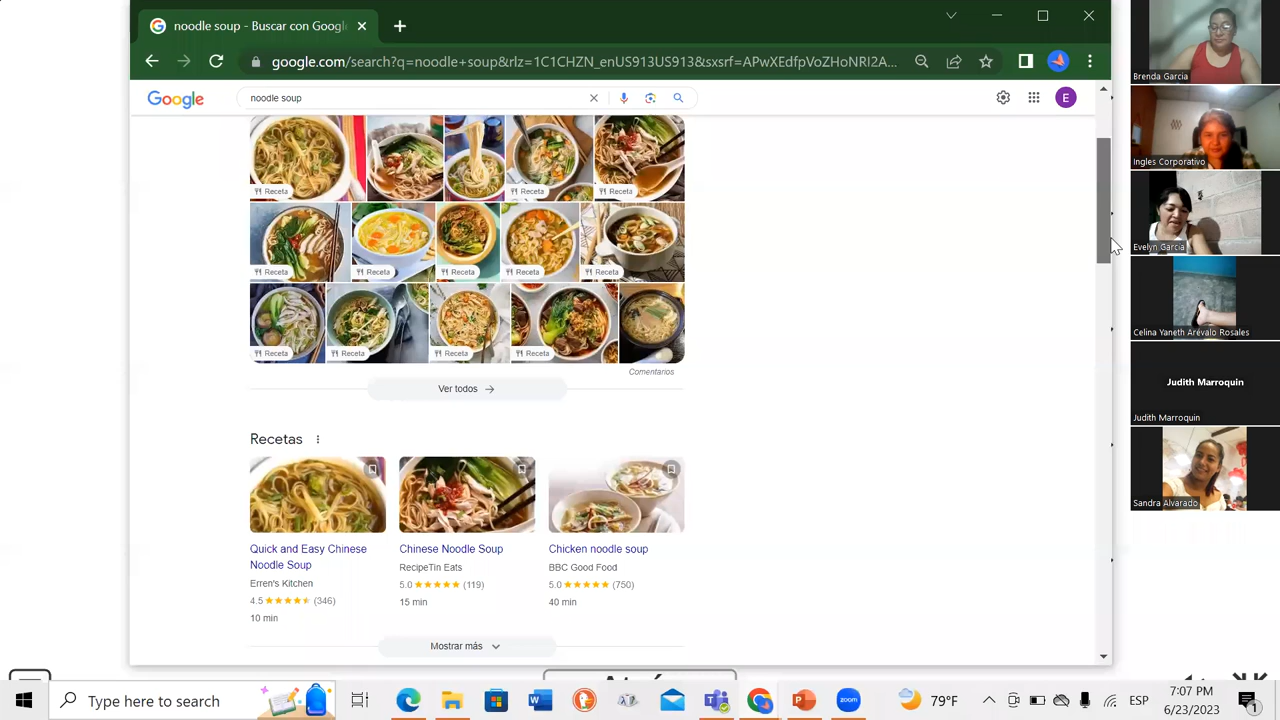 noodle soup - Buscar con Googl
google.com/search?q=noodle+soup&rlz=1C1CHZN_enUS913US913&sxsrf=APwXEdfpVoZHoNRI2A...
Google
noodle soup
E
Receta
Receta
Receta
Receta
Receta
Receta
Receta
Receta
Receta
Receta
Receta
Receta
Comentarios
Ver todos
Recetas
Quick and Easy Chinese
Noodle Soup
Erren's Kitchen
4.5 (346)
10 min
Chinese Noodle Soup
RecipeTin Eats
5.0 (119)
15 min
Chicken noodle soup
BBC Good Food
5.0 (750)
40 min
Mostrar más
Brenda Garcia
Ingles Corporativo
Evelyn Garcia
Celina Yaneth Arévalo Rosales
Judith Marroquin
Judith Marroquin
Sandra Alvarado
Type here to search
zoom
79°F
ESP
7:07 PM
6/23/2023
1